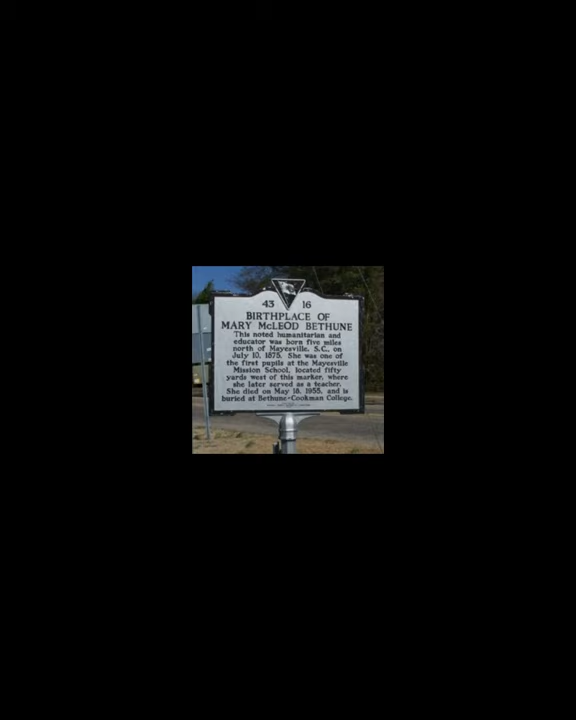 43 16
BIRTHPLACE OF
MARY McLEOD BETHUNE
This noted humanitarian and
educator was born five miles
north of Mayesville, S.C., on
July 10, 1875. She was one of
the first pupils at the Mayesville
Mission School, located fifty
yards west of this marker, where
she later served as a teacher.
She died on May 18, 1955, and is
buried at Bethune-Cookman College.